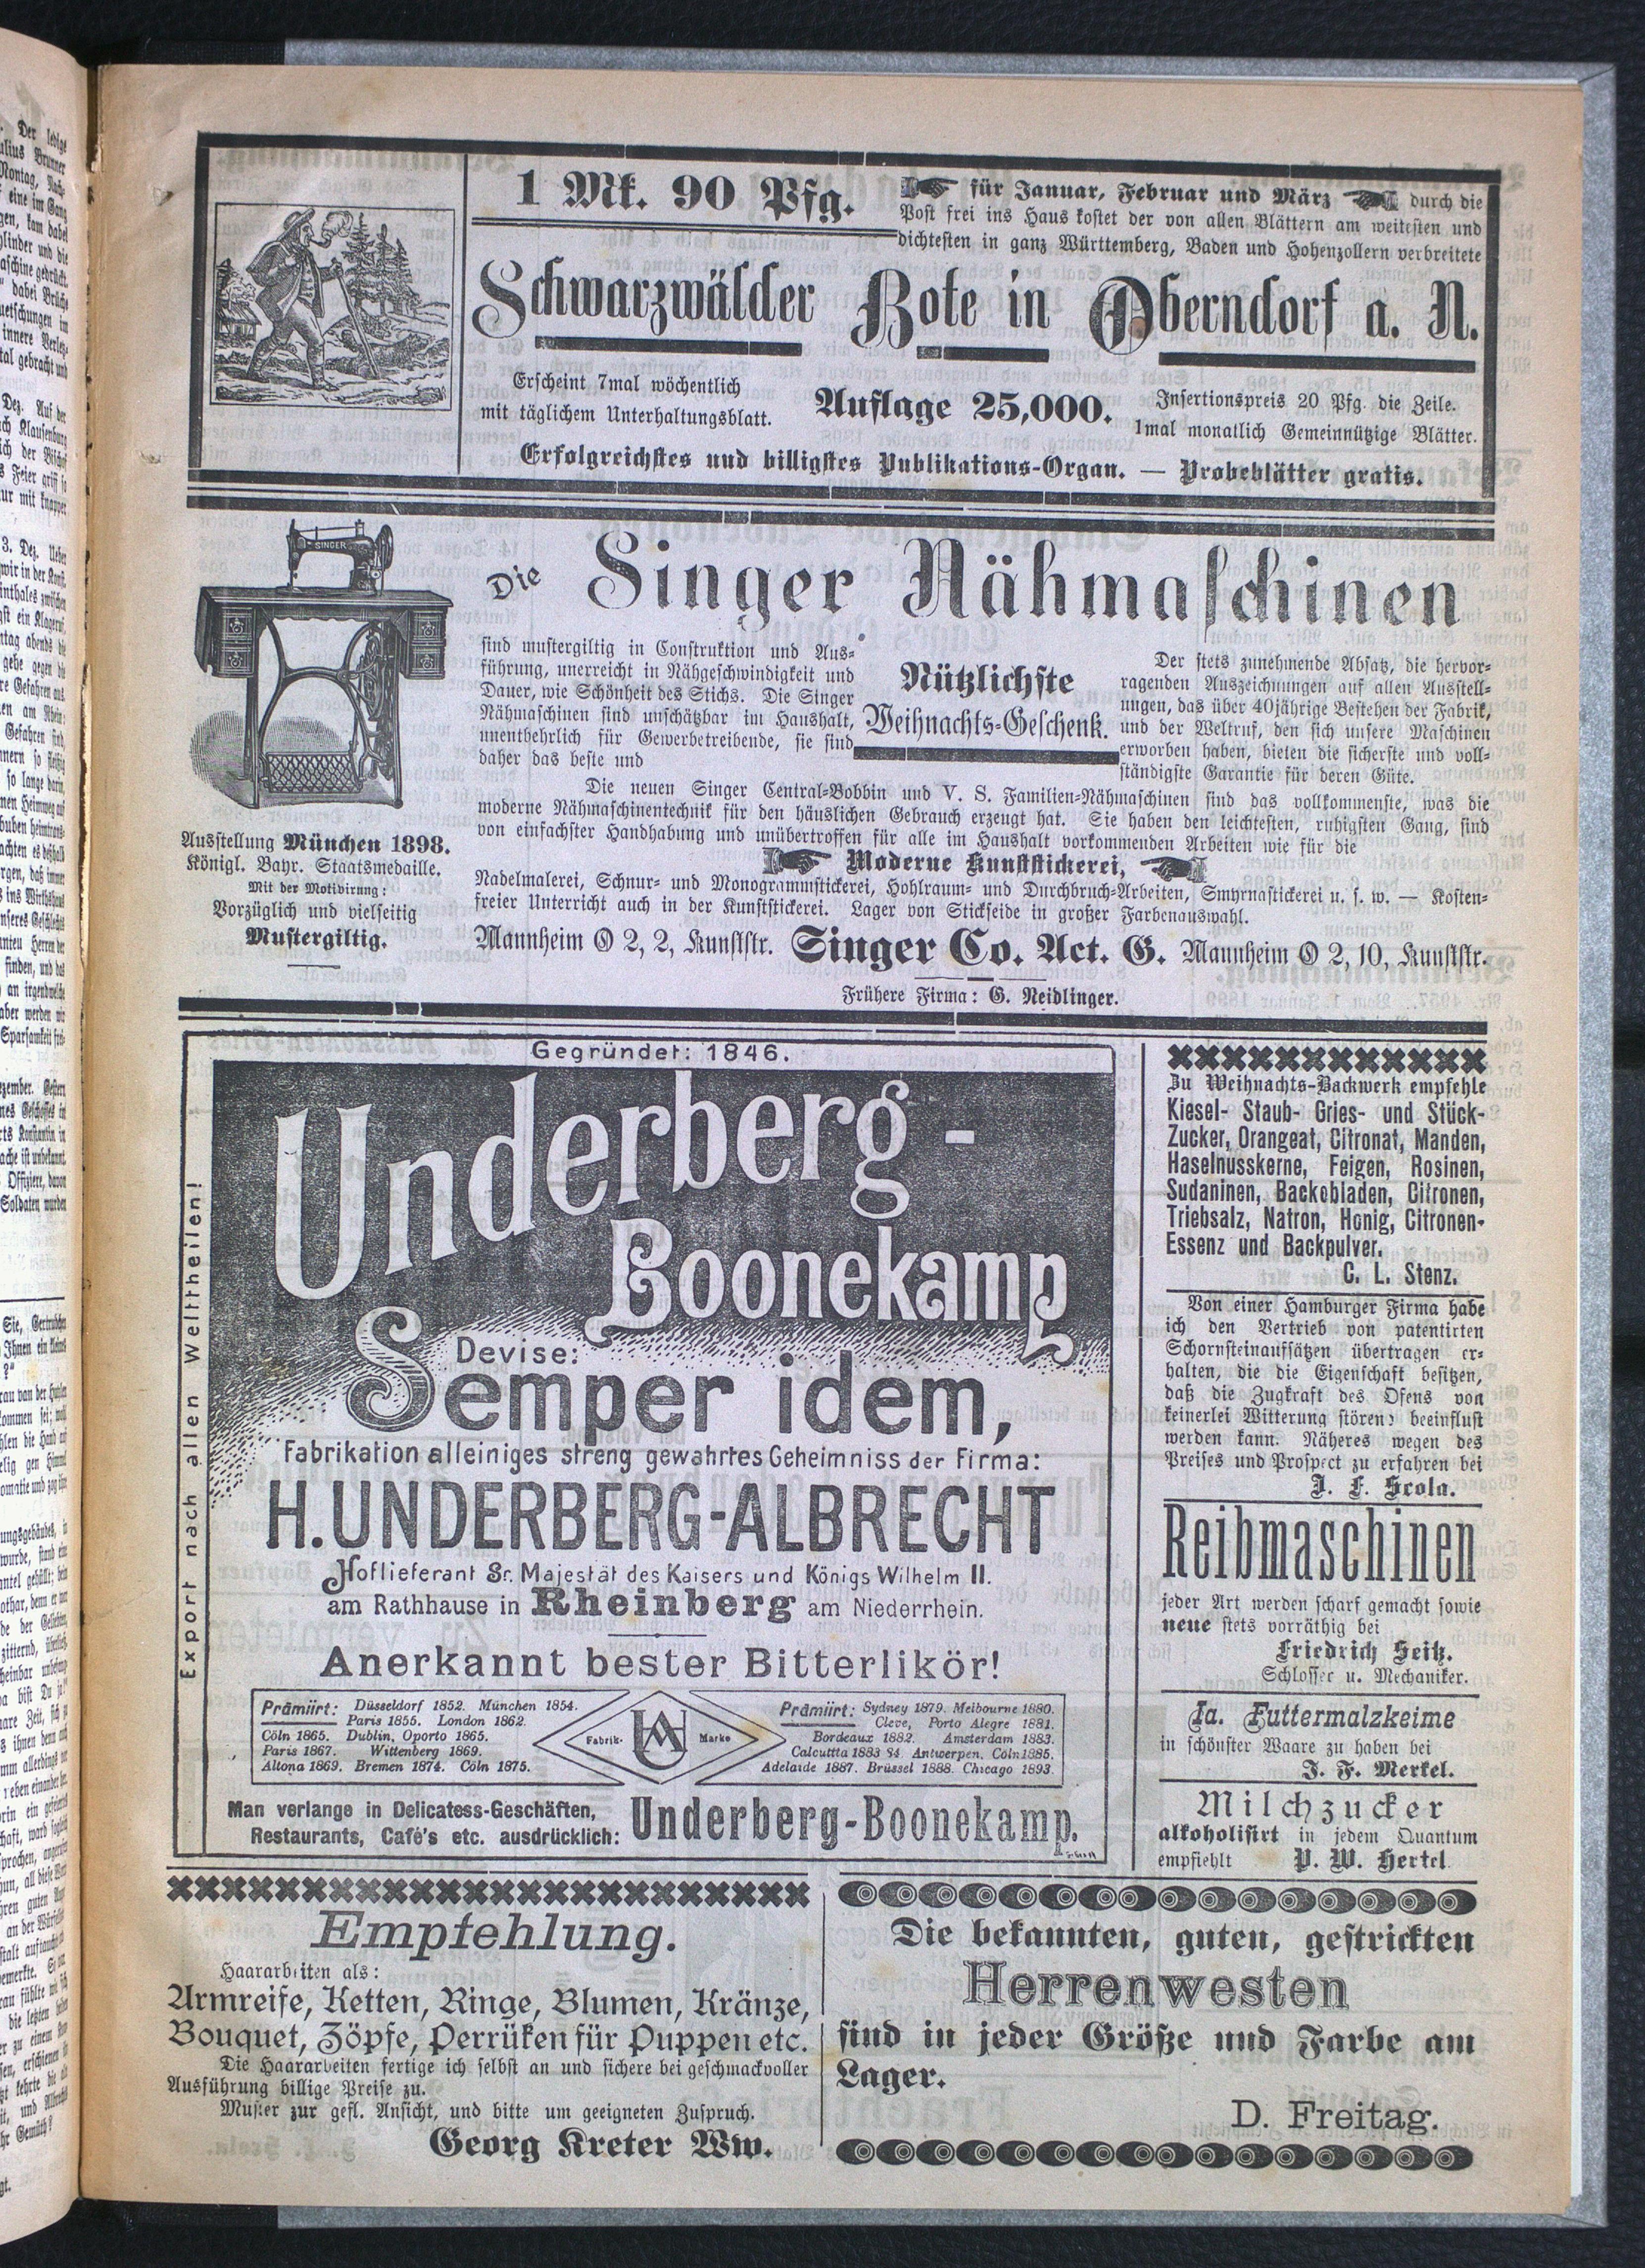 1 Mk. 90 Pfg.
für Januar, Februar und März durch die
Post frei ins Haus kostet der von allen Blättern am weitesten und
dichtesten in ganz Württemberg, Baden und Hohenzollern verbreitete
Schwarzwälder Bote in Oberndorf a. N.
Erscheint 7mal wöchentlich
mit täglichem Unterhaltungsblatt.
Auflage 25,000.
Insertionspreis 20 Pfg. die Zeile.
1mal monatlich Gemeinnützige Blätter.
Erfolgreichstes und billigstes Publikations-Organ. — Probeblätter gratis.
SINGER
Ausstellung München 1898.
Königl. Bayr. Staatsmedaille.
Mit der Motivirung:
Vorzüglich und vielseitig
Mustergiltig.
Die Singer Nähmaschinen
sind mustergiltig in Construktion und Aus-
führung, unerreicht in Nähgeschwindigkeit und
Dauer, wie Schönheit des Stichs. Die Singer
Nähmaschinen sind unschätzbar im Haushalt,
unentbehrlich für Gewerbetreibende, sie sind
daher das beste und
Nützlichste
Weihnachts-Geschenk.
Der stets zunehmende Absatz, die hervor-
ragenden Auszeichnungen auf allen Ausstell-
ungen, das über 40jährige Bestehen der Fabrik,
und der Weltruf, den sich unsere Maschinen
erworben haben, bieten die sicherste und voll-
ständigste Garantie für deren Güte.
Die neuen Singer Central-Bobbin und V. S. Familien-Nähmaschinen sind das vollkommenste, was die
moderne Nähmaschinentechnik für den häuslichen Gebrauch erzeugt hat. Sie haben den leichtesten, ruhigsten Gang, sind
von einfachster Handhabung und unübertroffen für alle im Haushalt vorkommenden Arbeiten wie für die
Moderne Kunststickerei,
Nadelmalerei, Schnur- und Monogrammstickerei, Hohlraum- und Durchbruch-Arbeiten, Smyrnastickerei u. s. w. — Kosten-
freier Unterricht auch in der Kunststickerei. Lager von Stickseide in großer Farbenauswahl.
Mannheim O 2, 2, Kunststr. Singer Co. Act. G. Mannheim O 2, 10, Kunststr.
Frühere Firma: G. Neidlinger.
Export nach allen Welttheilen!
Gegründet: 1846.
Underberg-
Boonekamp
Devise:
Semper idem,
Fabrikation alleiniges streng gewahrtes Geheimniss der Firma:
H. UNDERBERG-ALBRECHT
Hoflieferant Sr. Majestät des Kaisers und Königs Wilhelm II.
am Rathhause in Rheinberg am Niederrhein.
Anerkannt bester Bitterlikör!
Prämiirt: Düsseldorf 1852. München 1854.
Paris 1855. London 1862.
Cöln 1865. Dublin, Oporto 1865.
Paris 1867. Wittenberg 1869.
Altona 1869. Bremen 1874. Cöln 1875.
Fabrik- UA Marke
Prämiirt: Sydney 1879. Melbourne 1880.
Cleve, Porto Alegre 1881.
Bordeaux 1882. Amsterdam 1883.
Calcuttta 1883 84. Antwerpen, Cöln 1885.
Adelaide 1887. Brüssel 1888. Chicago 1893.
Man verlange in Delicatess-Geschäften,
Restaurants, Café's etc. ausdrücklich:
Underberg-Boonekamp.
Zu Weihnachts-Backwerk empfehle
Kiesel- Staub- Gries- und Stück-
Zucker, Orangeat, Citronat, Manden,
Haselnusskerne, Feigen, Rosinen,
Sudaninen, Backobladen, Citronen,
Triebsalz, Natron, Honig, Citronen-
Essenz und Backpulver.
C. L. Stenz.
Von einer Hamburger Firma habe
ich den Vertrieb von patentirten
Schornsteinaufsätzen übertragen er-
halten, die die Eigenschaft besitzen,
daß die Zugkraft des Ofens von
keinerlei Witterung stören: beeinflußt
werden kann. Näheres wegen des
Preises und Prospect zu erfahren bei
J. F. Scola.
Reibmaschinen
jeder Art werden scharf gemacht sowie
neue stets vorräthig bei
Friedrich Seitz.
Schlosser u. Mechaniker.
Ia. Futtermalzkeime
in schönster Waare zu haben bei
J. F. Merkel.
Milchzucker
alkoholisirt in jedem Quantum
empfiehlt P. W. Hertel
Empfehlung.
Haararbeiten als:
Armreife, Ketten, Ringe, Blumen, Kränze,
Bouquet, Zöpfe, Perrüken für Puppen etc.
Die Haararbeiten fertige ich selbst an und sichere bei geschmackvoller
Ausführung billige Preise zu.
Muster zur gefl. Ansicht, und bitte um geeigneten Zuspruch.
Georg Kreter Ww.
Die bekannten, guten, gestrickten
Herrenwesten
sind in jeder Größe und Farbe am
Lager.
D. Freitag.